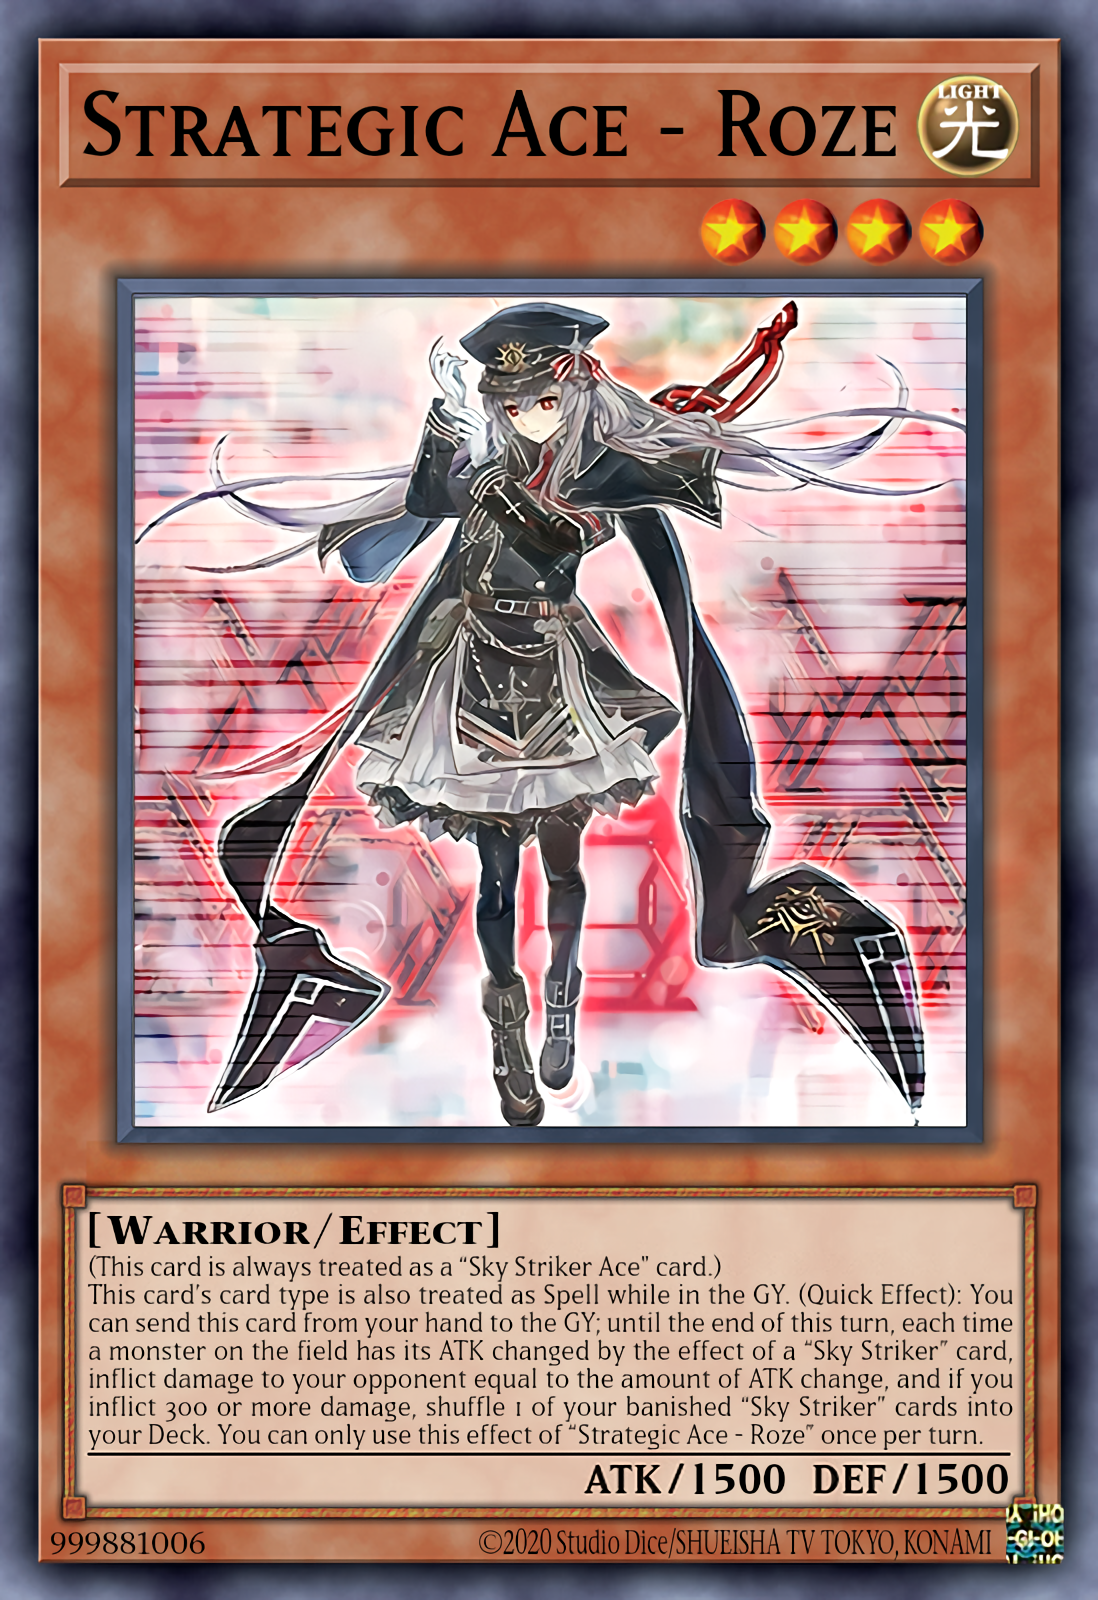 Strategic Ace - Roze
LIGHT
光
[Warrior/Effect]
(This card is always treated as a “Sky Striker Ace” card.)
This card’s card type is also treated as Spell while in the GY. (Quick Effect): You
can send this card from your hand to the GY; until the end of this turn, each time
a monster on the field has its ATK changed by the effect of a “Sky Striker” card,
inflict damage to your opponent equal to the amount of ATK change, and if you
inflict 300 or more damage, shuffle 1 of your banished “Sky Striker” cards into
your Deck. You can only use this effect of “Strategic Ace - Roze” once per turn.
ATK/1500 DEF/1500
999881006 ©2020 Studio Dice/SHUEISHA TV TOKYO, KONAMI